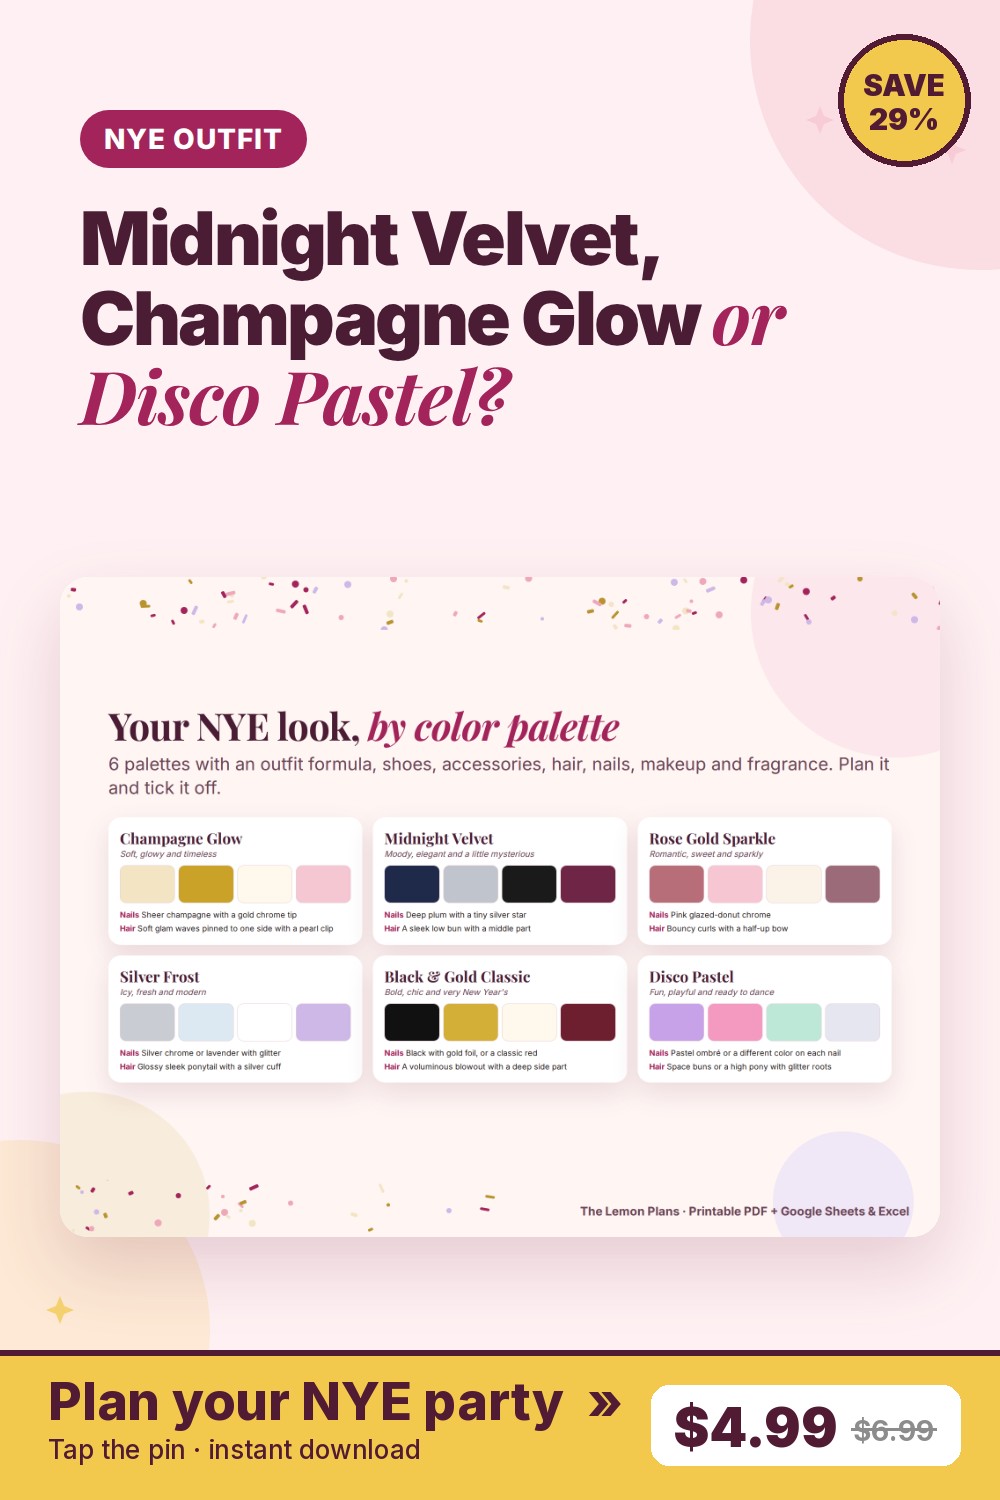 SAVE
29%
NYE OUTFIT
Midnight Velvet,
Champagne Glow or
Disco Pastel?
Your NYE look, by color palette
6 palettes with an outfit formula, shoes, accessories, hair, nails, makeup and fragrance. Plan it
and tick it off.
Champagne Glow
Soft, glowy and timeless
Nails Sheer champagne with a gold chrome tip
Hair Soft glam waves pinned to one side with a pearl clip
Midnight Velvet
Moody, elegant and a little mysterious
Nails Deep plum with a tiny silver star
Hair A sleek low bun with a middle part
Rose Gold Sparkle
Romantic, sweet and sparkly
Nails Pink glazed-donut chrome
Hair Bouncy curls with a half-up bow
Silver Frost
Icy, fresh and modern
Nails Silver chrome or lavender with glitter
Hair Glossy sleek ponytail with a silver cuff
Black & Gold Classic
Bold, chic and very New Year's
Nails Black with gold foil, or a classic red
Hair A voluminous blowout with a deep side part
Disco Pastel
Fun, playful and ready to dance
Nails Pastel ombré or a different color on each nail
Hair Space buns or a high pony with glitter roots
The Lemon Plans · Printable PDF + Google Sheets & Excel
Plan your NYE party »
Tap the pin · instant download
$4.99 $6.99